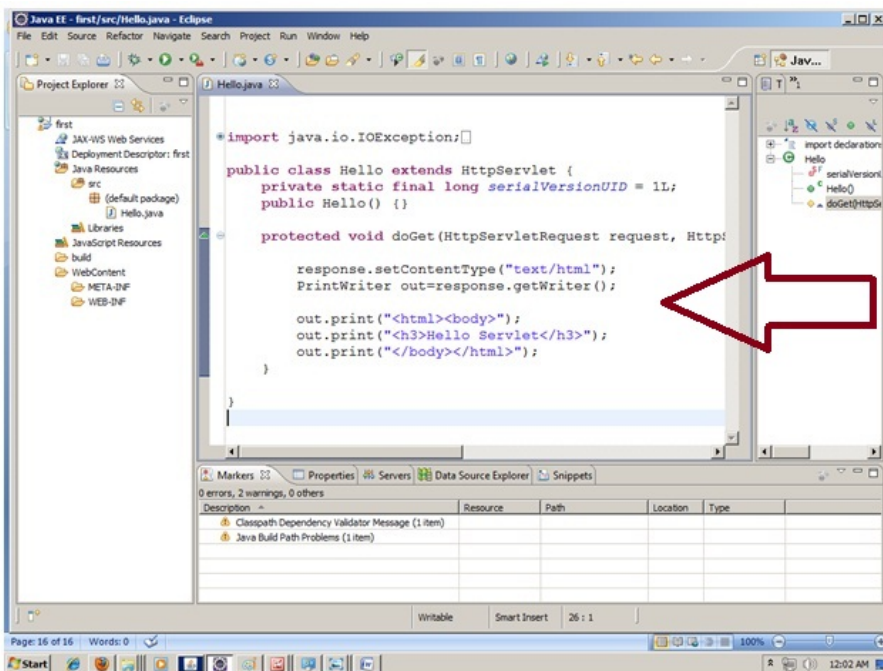 Java EE - first/src/Hello.java - Eclipse
File Edit Source Refactor Navigate Search Project Run Window Help
Jav...
Project Explorer
first
JAX-WS Web Services
Deployment Descriptor: first
Java Resources
src
(default package)
Hello.java
Libraries
JavaScript Resources
build
WebContent
META-INF
WEB-INF
Hello.java
import java.io.IOException;
public class Hello extends HttpServlet {
private static final long serialVersionUID = 1L;
public Hello() {}
protected void doGet(HttpServletRequest request, Https
response.setContentType("text/html");
PrintWriter out=response.getWriter();
out.print("<html><body>");
out.print("<h3>Hello Servlet</h3>");
out.print("</body></html>");
}
}
import declarations
Hello
serialVersionU
Hello()
doGet(HttpSe
Markers Properties Servers Data Source Explorer Snippets
0 errors, 2 warnings, 0 others
Description Resource Path Location Type
Classpath Dependency Validator Message (1 item)
Java Build Path Problems (1 item)
Writable Smart Insert 26 : 1
Page: 16 of 16 Words: 0 100%
Start 12:02 AM